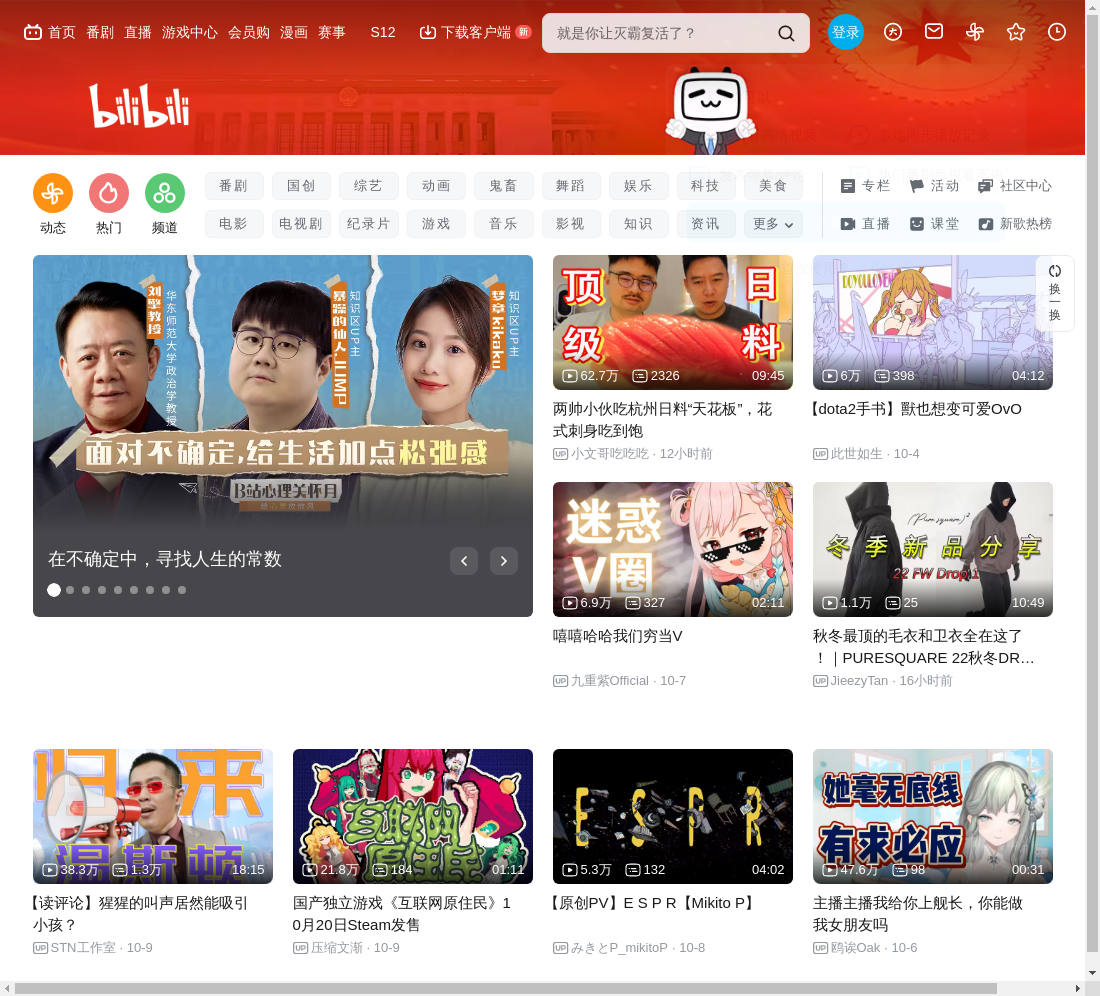 首页 番剧 直播 游戏中心 会员购 漫画 赛事 S12 下载客户端 新
就是你让灭霸复活了？
登录
bilibili
动态 热门 频道
番剧 国创 综艺 动画 鬼畜 舞蹈 娱乐 科技 美食
电影 电视剧 纪录片 游戏 音乐 影视 知识 资讯 更多
专栏 活动 社区中心
直播 课堂 新歌热榜
换一换
刘擎教授
华东师范大学政治学教授
暴躁的仙人JUMP
知识区UP主
梦章kikaku
知识区UP主
面对不确定,给生活加点松弛感
B站心理关怀月
在不确定中，寻找人生的常数
顶级
日料
62.7万 2326 09:45
两帅小伙吃杭州日料“天花板”，花
式刺身吃到饱
UP 小文哥吃吃吃 · 12小时前
6万 398 04:12
【dota2手书】獸也想变可爱OvO
UP 此世如生 · 10-4
迷惑
V圈
6.9万 327 02:11
嘻嘻哈哈我们穷当V
UP 九重紫Official · 10-7
(Pure square)²
冬季新品分享
22 FW Drop 1
1.1万 25 10:49
秋冬最顶的毛衣和卫衣全在这了
！｜PURESQUARE 22秋冬DR…
UP JieezyTan · 16小时前
归来
温斯顿
38.3万 1.3万 18:15
【读评论】猩猩的叫声居然能吸引
小孩？
UP STN工作室 · 10-9
互联网
原住民
21.8万 184 01:11
国产独立游戏《互联网原住民》1
0月20日Steam发售
UP 压缩文渐 · 10-9
E S P R
5.3万 132 04:02
【原创PV】E S P R【Mikito P】
UP みきとP_mikitoP · 10-8
她毫无底线
有求必应
47.6万 98 00:31
主播主播我给你上舰长，你能做
我女朋友吗
UP 鸥诶Oak · 10-6